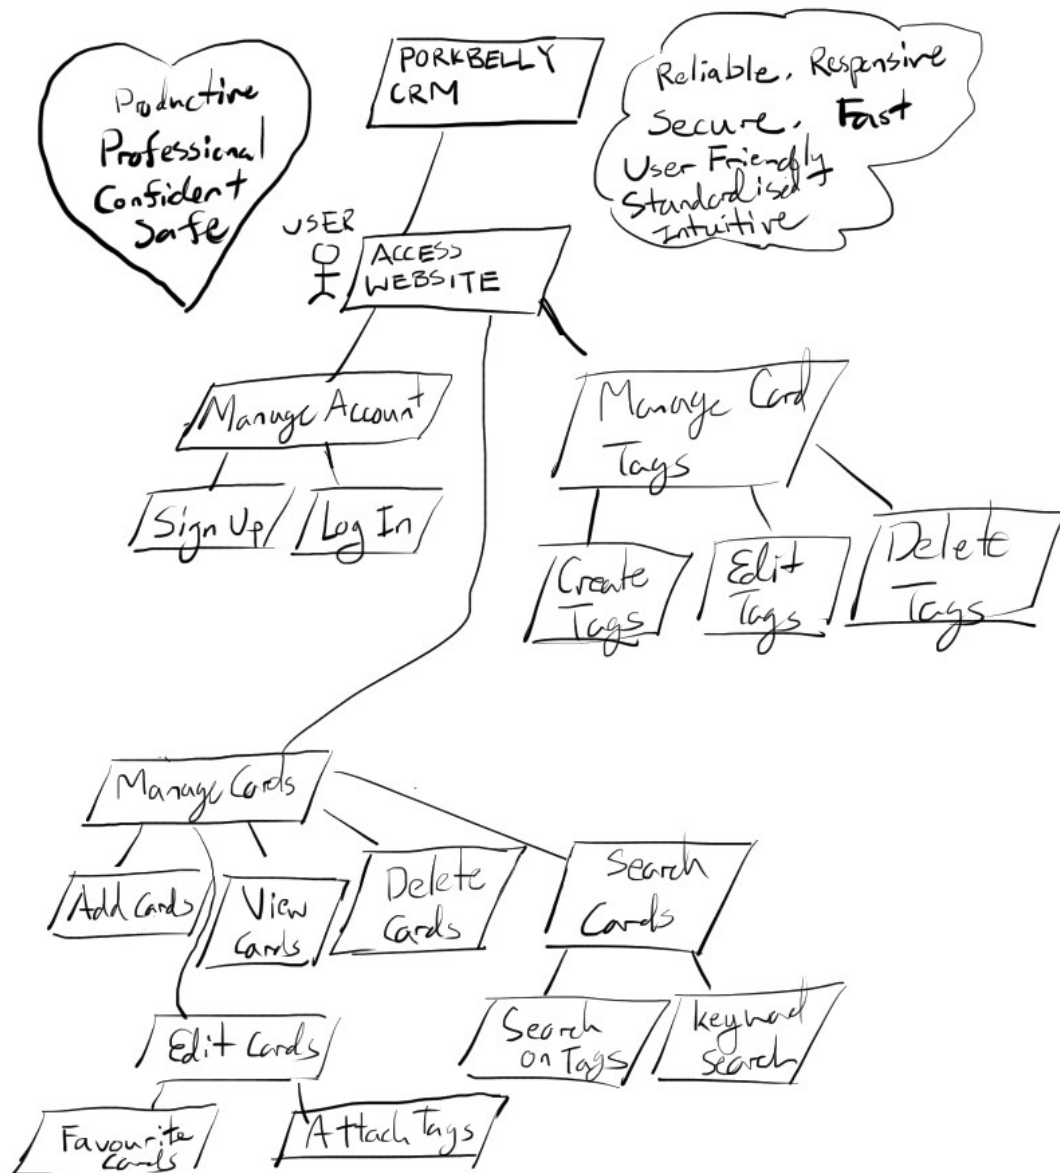 PORKBELLY
CRM
Productive
Professional
Confident
Safe
Reliable, Responsive
Secure, Fast
User Friendly
Standardised
Intuitive
USER
ACCESS
WEBSITE
Manage Account
Sign Up
Log In
Manage Card
Tags
Create
Tags
Edit
Tags
Delete
Tags
Manage Cards
Add Cards
View
Cards
Delete
Cards
Search
Cards
Edit Cards
Search
on Tags
keyword
search
Favourite
Cards
Attach Tags